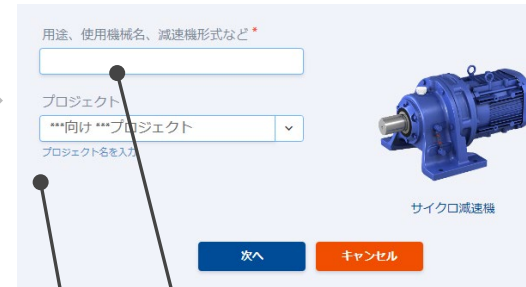 用途、使用機械名、減速機形式など*
プロジェクト
***向け ***プロジェクト
プロジェクト名を入力
サイクロ減速機
次へ
キャンセル